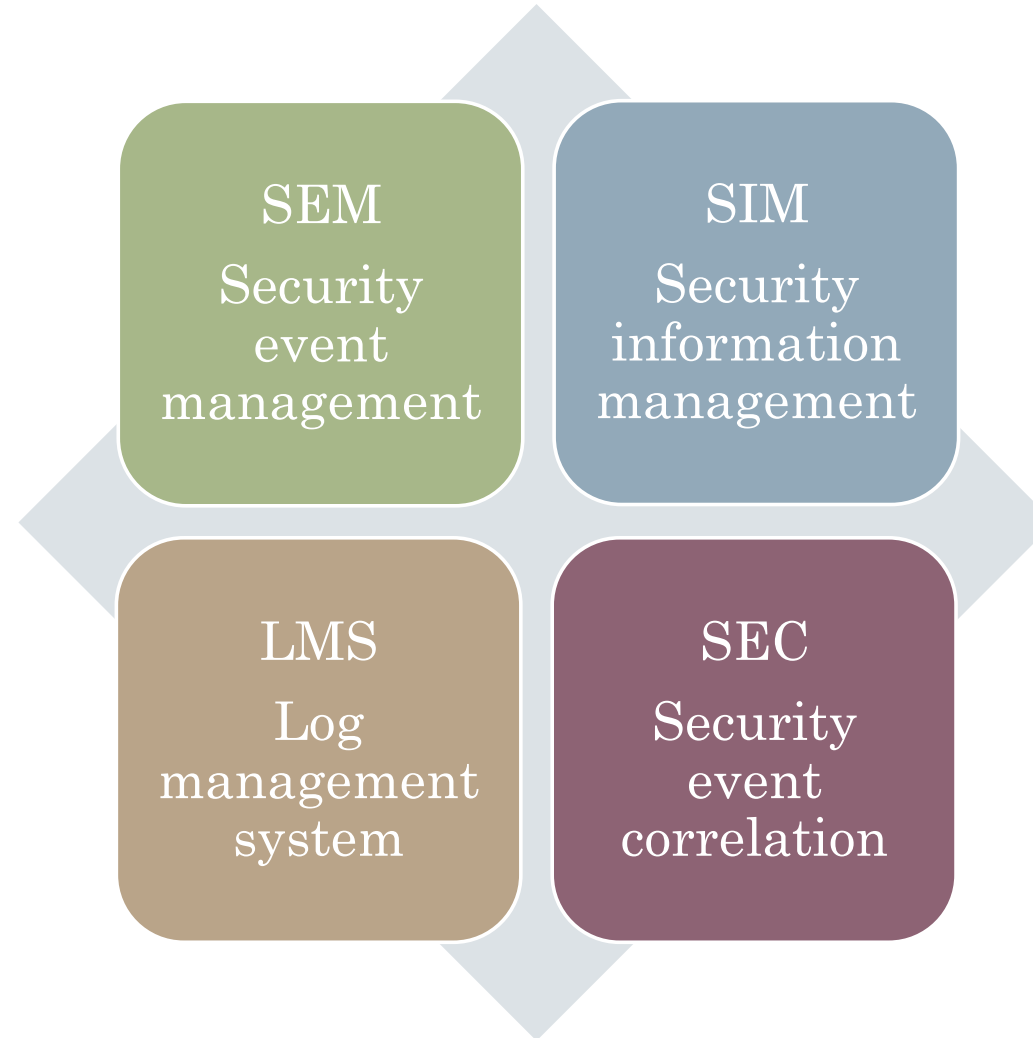 SEM
Security
event
management
SIM
Security
information
management
LMS
Log
management
system
SEC
Security
event
correlation